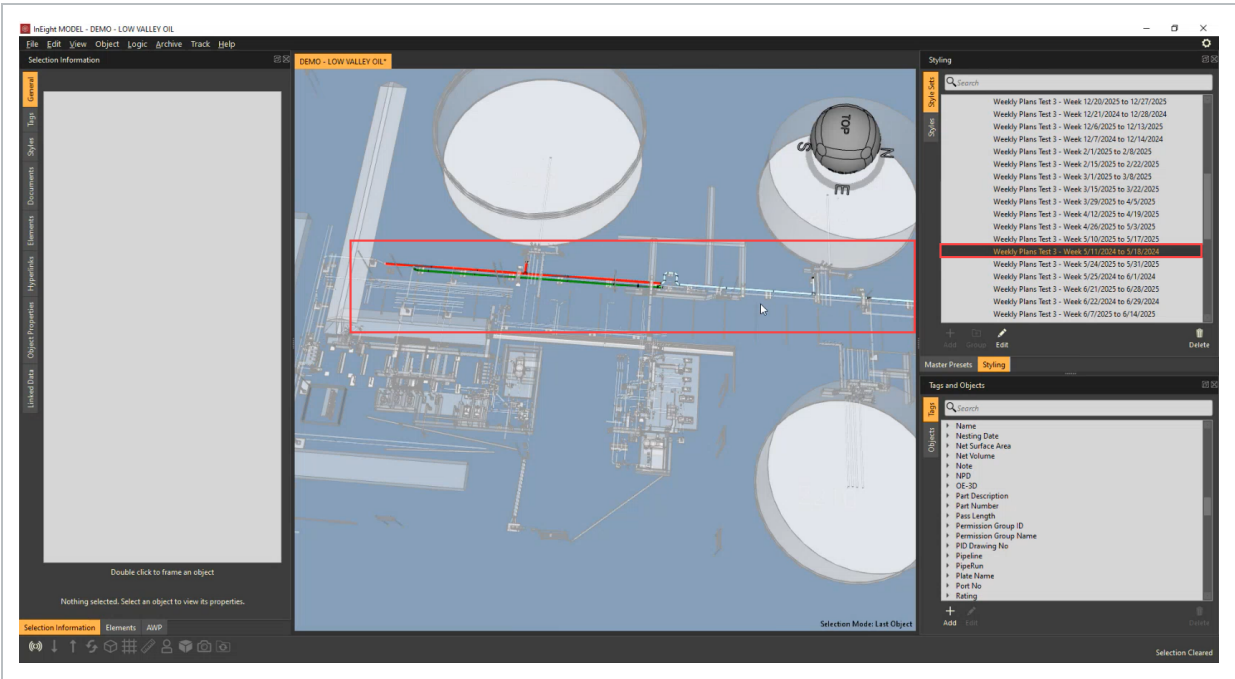 InEight MODEL - DEMO - LOW VALLEY OIL
File Edit View Object Logic Archive Track Help
Selection Information
General
Tags
Styles
Documents
Elements
Hyperlinks
Object Properties
Linked Data
Double click to frame an object
Nothing selected. Select an object to view its properties.
Selection Information Elements AWP
DEMO - LOW VALLEY OIL*
TOP
S
N
E
Selection Mode: Last Object
Styling
Style Sets
Styles
Search
Weekly Plans Test 3 - Week 12/20/2025 to 12/27/2025
Weekly Plans Test 3 - Week 12/21/2024 to 12/28/2024
Weekly Plans Test 3 - Week 12/6/2025 to 12/13/2025
Weekly Plans Test 3 - Week 12/7/2024 to 12/14/2024
Weekly Plans Test 3 - Week 2/1/2025 to 2/8/2025
Weekly Plans Test 3 - Week 2/15/2025 to 2/22/2025
Weekly Plans Test 3 - Week 3/1/2025 to 3/8/2025
Weekly Plans Test 3 - Week 3/15/2025 to 3/22/2025
Weekly Plans Test 3 - Week 3/29/2025 to 4/5/2025
Weekly Plans Test 3 - Week 4/12/2025 to 4/19/2025
Weekly Plans Test 3 - Week 4/26/2025 to 5/3/2025
Weekly Plans Test 3 - Week 5/10/2025 to 5/17/2025
Weekly Plans Test 3 - Week 5/11/2024 to 5/18/2024
Weekly Plans Test 3 - Week 5/24/2025 to 5/31/2025
Weekly Plans Test 3 - Week 5/25/2024 to 6/1/2024
Weekly Plans Test 3 - Week 6/21/2025 to 6/28/2025
Weekly Plans Test 3 - Week 6/22/2024 to 6/29/2024
Weekly Plans Test 3 - Week 6/7/2025 to 6/14/2025
Add Group Edit Delete
Master Presets Styling
Tags and Objects
Tags
Objects
Search
Name
Nesting Date
Net Surface Area
Net Volume
Note
NPD
OE-3D
Part Description
Part Number
Pass Length
Permission Group ID
Permission Group Name
PID Drawing No
Pipeline
PipeRun
Plate Name
Port No
Rating
Add Edit Delete
Selection Cleared